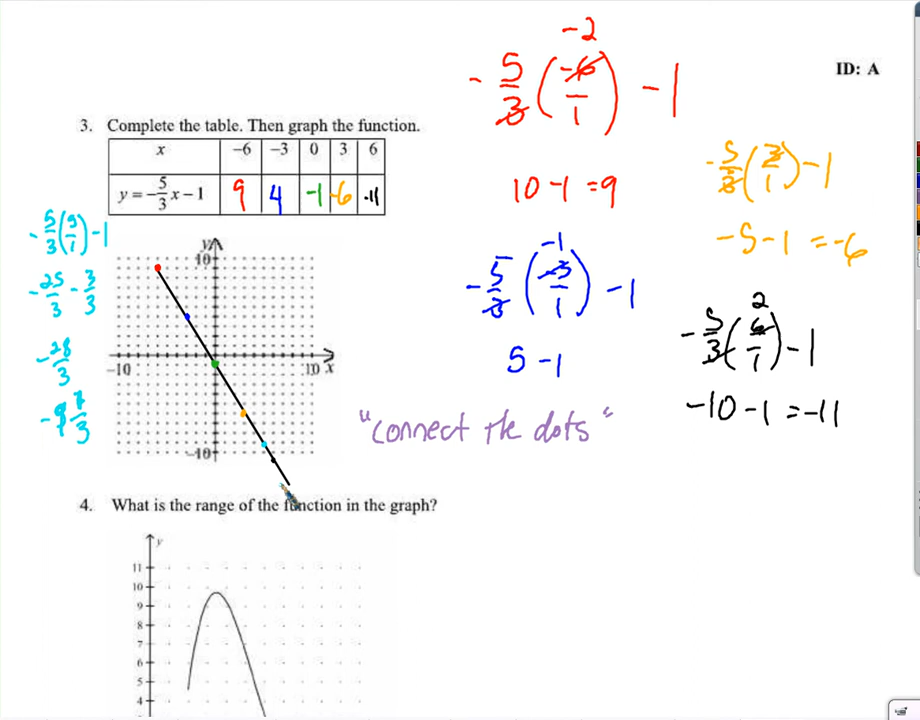 ID: A
3. Complete the table. Then graph the function.
x −6 −3 0 3 6
y = −5/3 x − 1 9 4 -1 -6 -11
-2
- 5/3 (-6/1) - 1
10 - 1 = 9
-1
- 5/3 (-3/1) - 1
5 - 1
- 5/3 (3/1) - 1
-5 - 1 = -6
2
- 5/3 (6/1) - 1
-10 - 1 = -11
- 5/3 (5/1) - 1
- 25/3 - 3/3
- 28/3
y
10
-10
10 x
-10
"connect the dots"
4. What is the range of the function in the graph?
y
11
10
9
8
7
6
5
4